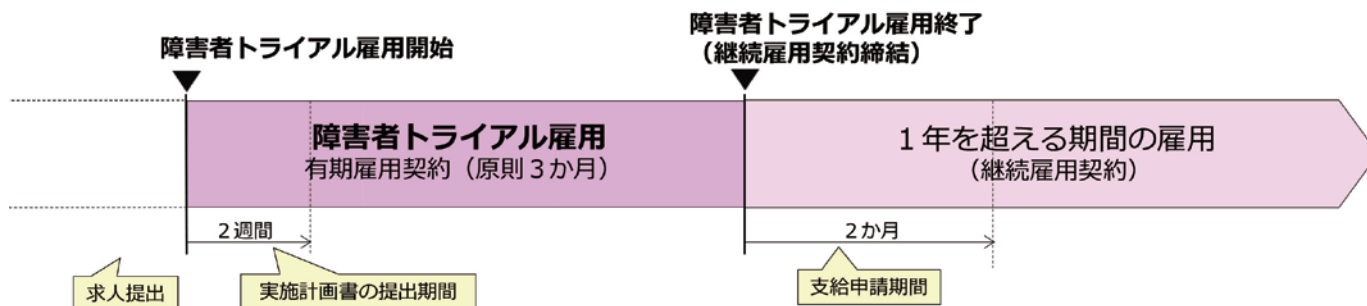 障害者トライアル雇用開始
障害者トライアル雇用終了
（継続雇用契約締結）
障害者トライアル雇用
有期雇用契約（原則３か月）
１年を超える期間の雇用
（継続雇用契約）
２週間
２か月
求人提出
実施計画書の提出期間
支給申請期間